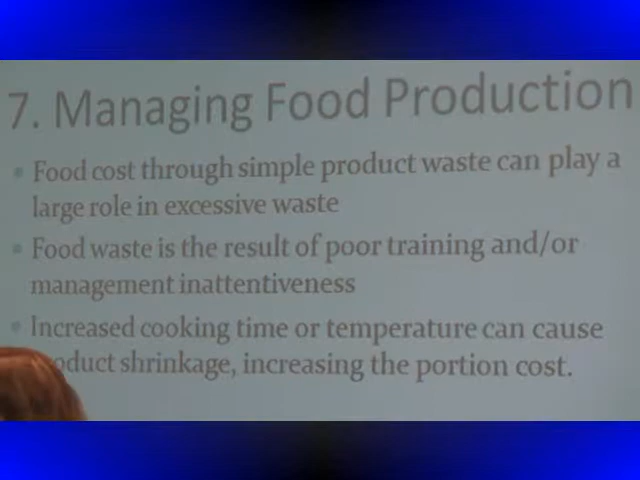 7. Managing Food Production
• Food cost through simple product waste can play a
large role in excessive waste
• Food waste is the result of poor training and/or
management inattentiveness
• Increased cooking time or temperature can cause
oduct shrinkage, increasing the portion cost.